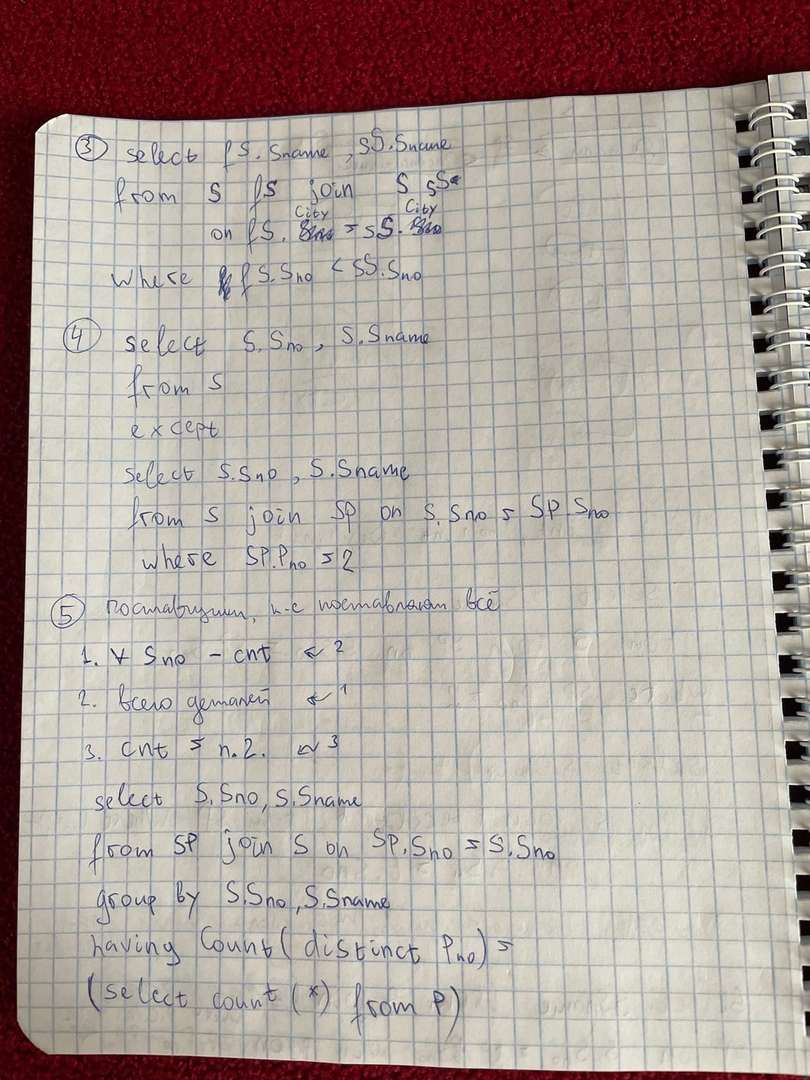 ③ select fS.Sname, sS.Sname
from S fS join S sS
City City
on fS. = sS.
where fS.Sno < sS.Sno
④ select S.Sno, S.Sname
from S
except
select S.Sno, S.Sname
from S join SP on S.Sno = SP.Sno
where SP.Pno = 2
⑤ поставщики, к-е поставляют всё
1. ∀ Sno - cnt ← 2
2. всего деталей ← 1
3. cnt = п.2. ← 3
select S.Sno, S.Sname
from SP join S on SP.Sno = S.Sno
group by S.Sno, S.Sname
having Count(distinct Pno) =
(select count(*) from P)